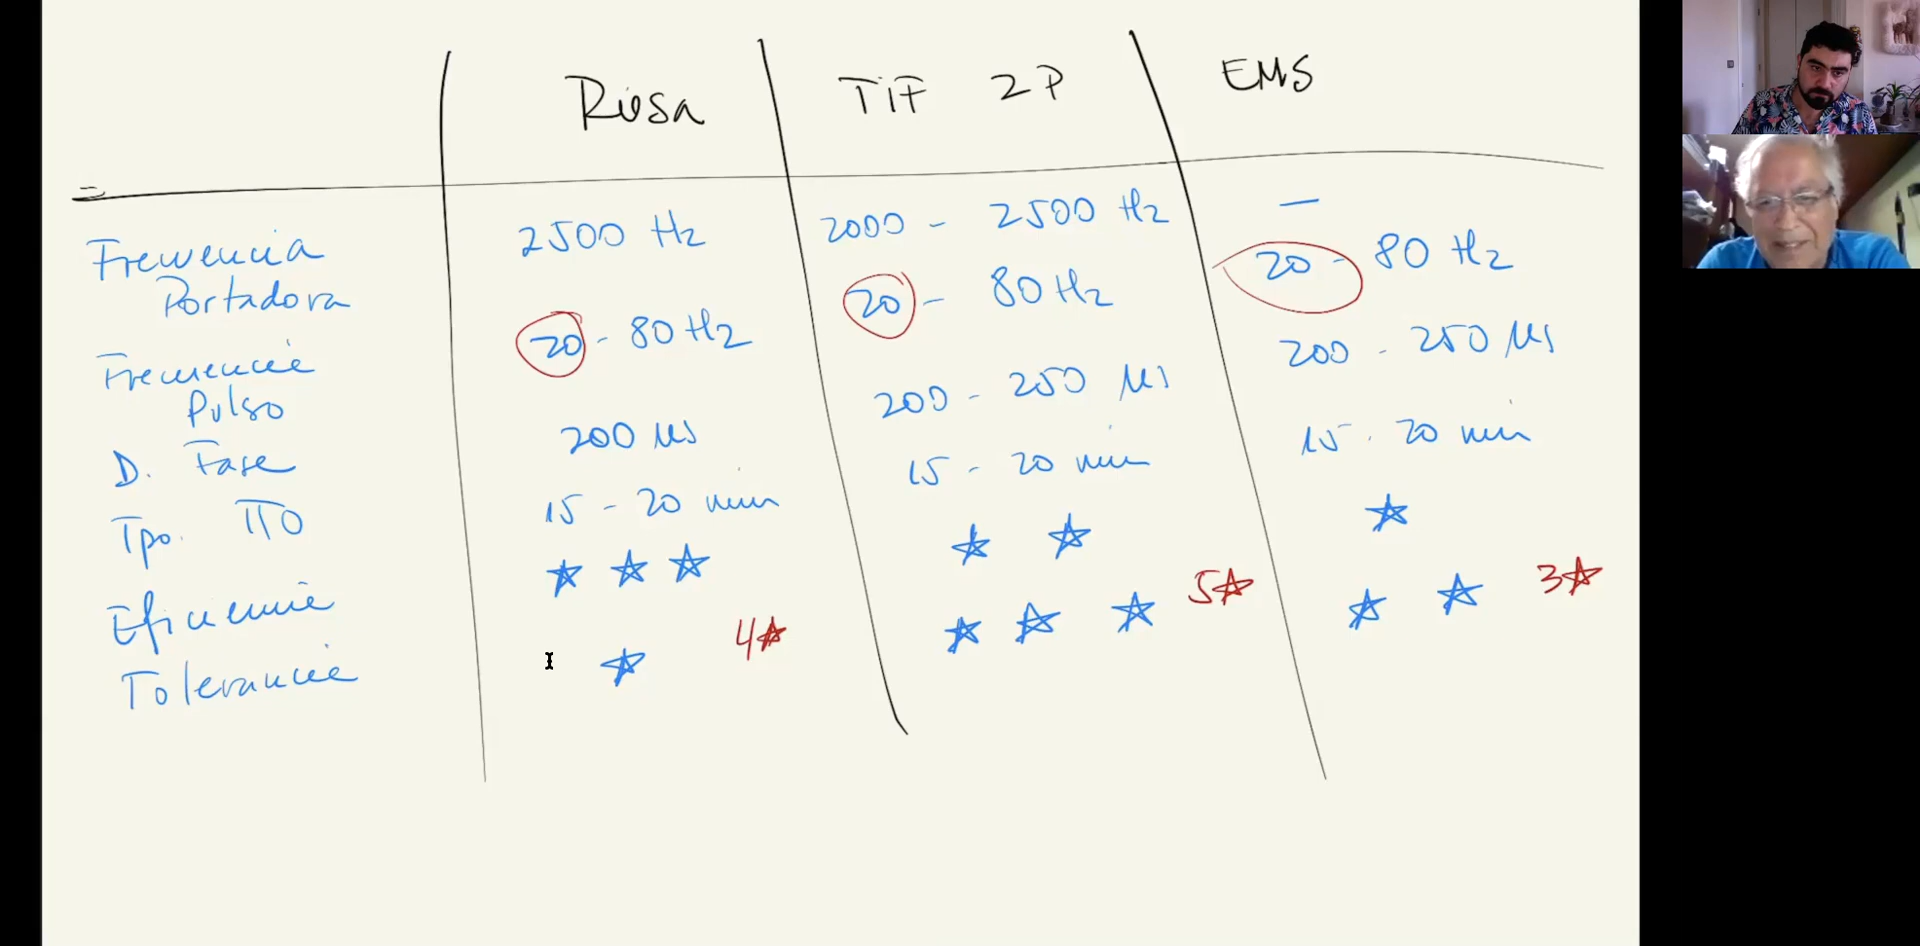 Rusa TiF 2P EMS
Frecuencia Portadora 2500 Hz 2000 - 2500 Hz —
Frecuencia Pulso 20 - 80 Hz 20 - 80 Hz 20 - 80 Hz
D. Fase 200 µs 200 - 250 µs 200 - 250 µs
Tpo. TTO 15 - 20 min 15 - 20 min 15 - 20 min
Eficiencia ☆ ☆ ☆ ☆ ☆ ☆
Tolerancia ☆ 4☆ ☆ ☆ ☆ 5☆ ☆ ☆ 3☆